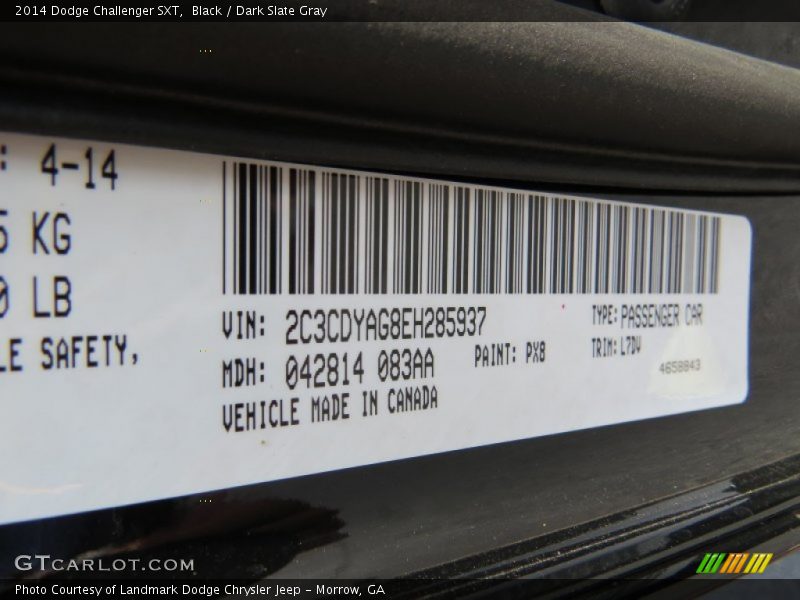 2014 Dodge Challenger SXT,  Black / Dark Slate Gray
: 4-14
KG
LB
LE SAFETY,
VIN: 2C3CDYAG8EH285937
TYPE: PASSENGER CAR
MDH: 042814 083AA
PAINT: PX8
TRIM: L7DV
4658843
VEHICLE MADE IN CANADA
GTCARLOT.COM
Photo Courtesy of Landmark Dodge Chrysler Jeep - Morrow, GA